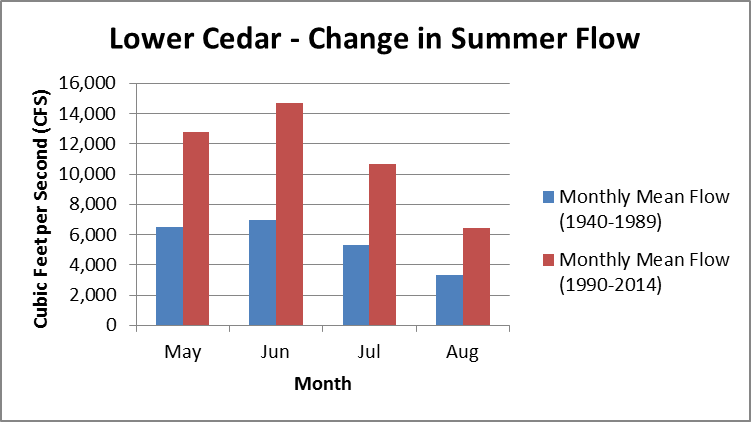 Lower Cedar - Change in Summer Flow
Cubic Feet per Second (CFS)
16,000
14,000
12,000
10,000
8,000
6,000
4,000
2,000
0
May Jun Jul Aug
Month
Monthly Mean Flow
(1940-1989)
Monthly Mean Flow
(1990-2014)